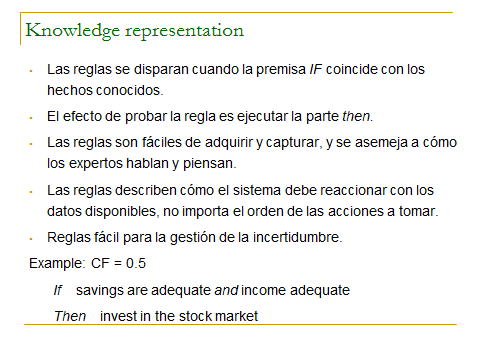 Knowledge representation
Las reglas se disparan cuando la premisa IF coincide con los
hechos conocidos.
El efecto de probar la regla es ejecutar la parte then.
Las reglas son fáciles de adquirir y capturar, y se asemeja a cómo
los expertos hablan y piensan.
Las reglas describen cómo el sistema debe reaccionar con los
datos disponibles, no importa el orden de las acciones a tomar.
Reglas fácil para la gestión de la incertidumbre.
Example: CF = 0.5
If savings are adequate and income adequate
Then invest in the stock market